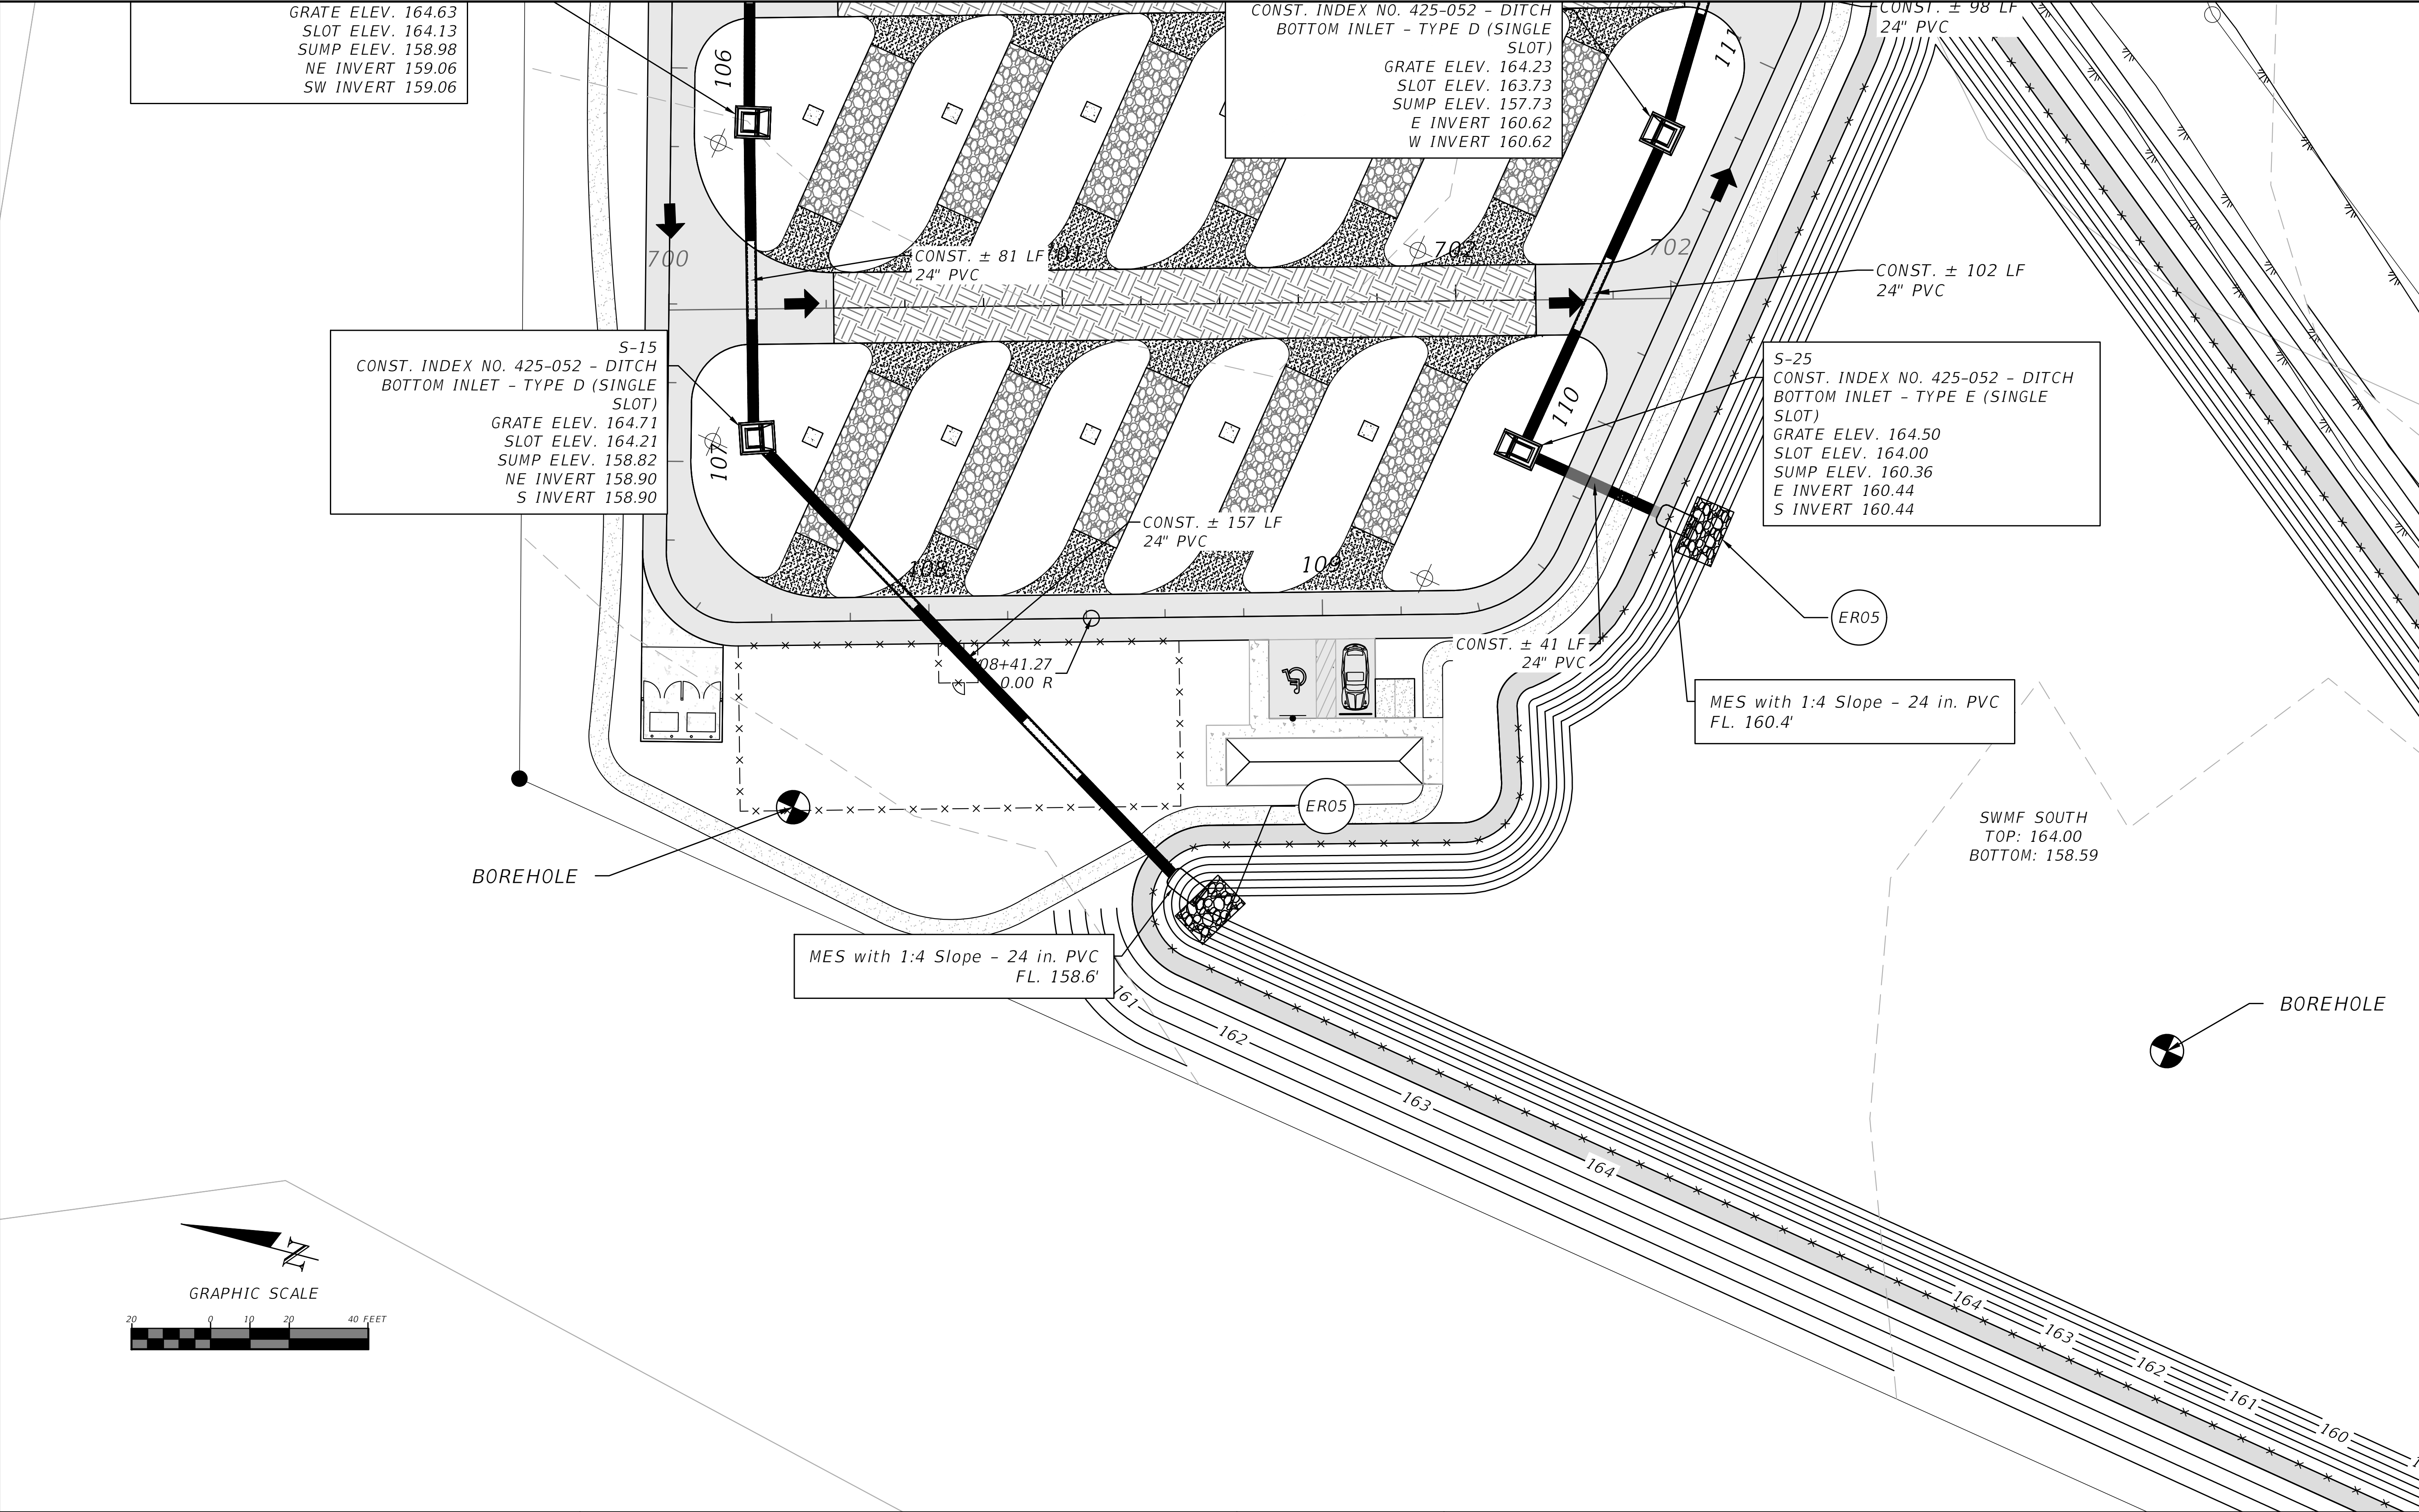 GRATE ELEV. 164.63
SLOT ELEV. 164.13
SUMP ELEV. 158.98
NE INVERT 159.06
SW INVERT 159.06
CONST. INDEX NO. 425-052 - DITCH
BOTTOM INLET - TYPE D (SINGLE
SLOT)
GRATE ELEV. 164.23
SLOT ELEV. 163.73
SUMP ELEV. 157.73
E INVERT 160.62
W INVERT 160.62
CONST. ± 98 LF
24" PVC
106
111
700
CONST. ± 81 LF
24" PVC
702
702
CONST. ± 102 LF
24" PVC
S-15
CONST. INDEX NO. 425-052 - DITCH
BOTTOM INLET - TYPE D (SINGLE
SLOT)
GRATE ELEV. 164.71
SLOT ELEV. 164.21
SUMP ELEV. 158.82
NE INVERT 158.90
S INVERT 158.90
S-25
CONST. INDEX NO. 425-052 - DITCH
BOTTOM INLET - TYPE E (SINGLE
SLOT)
GRATE ELEV. 164.50
SLOT ELEV. 164.00
SUMP ELEV. 160.36
E INVERT 160.44
S INVERT 160.44
107
110
CONST. ± 157 LF
24" PVC
108
109
ER05
CONST. ± 41 LF
24" PVC
08+41.27
0.00 R
MES with 1:4 Slope - 24 in. PVC
FL. 160.4'
ER05
SWMF SOUTH
TOP: 164.00
BOTTOM: 158.59
BOREHOLE
MES with 1:4 Slope - 24 in. PVC
FL. 158.6'
161
162
163
164
BOREHOLE
164
163
162
161
160
N
GRAPHIC SCALE
20 0 10 20 40 FEET